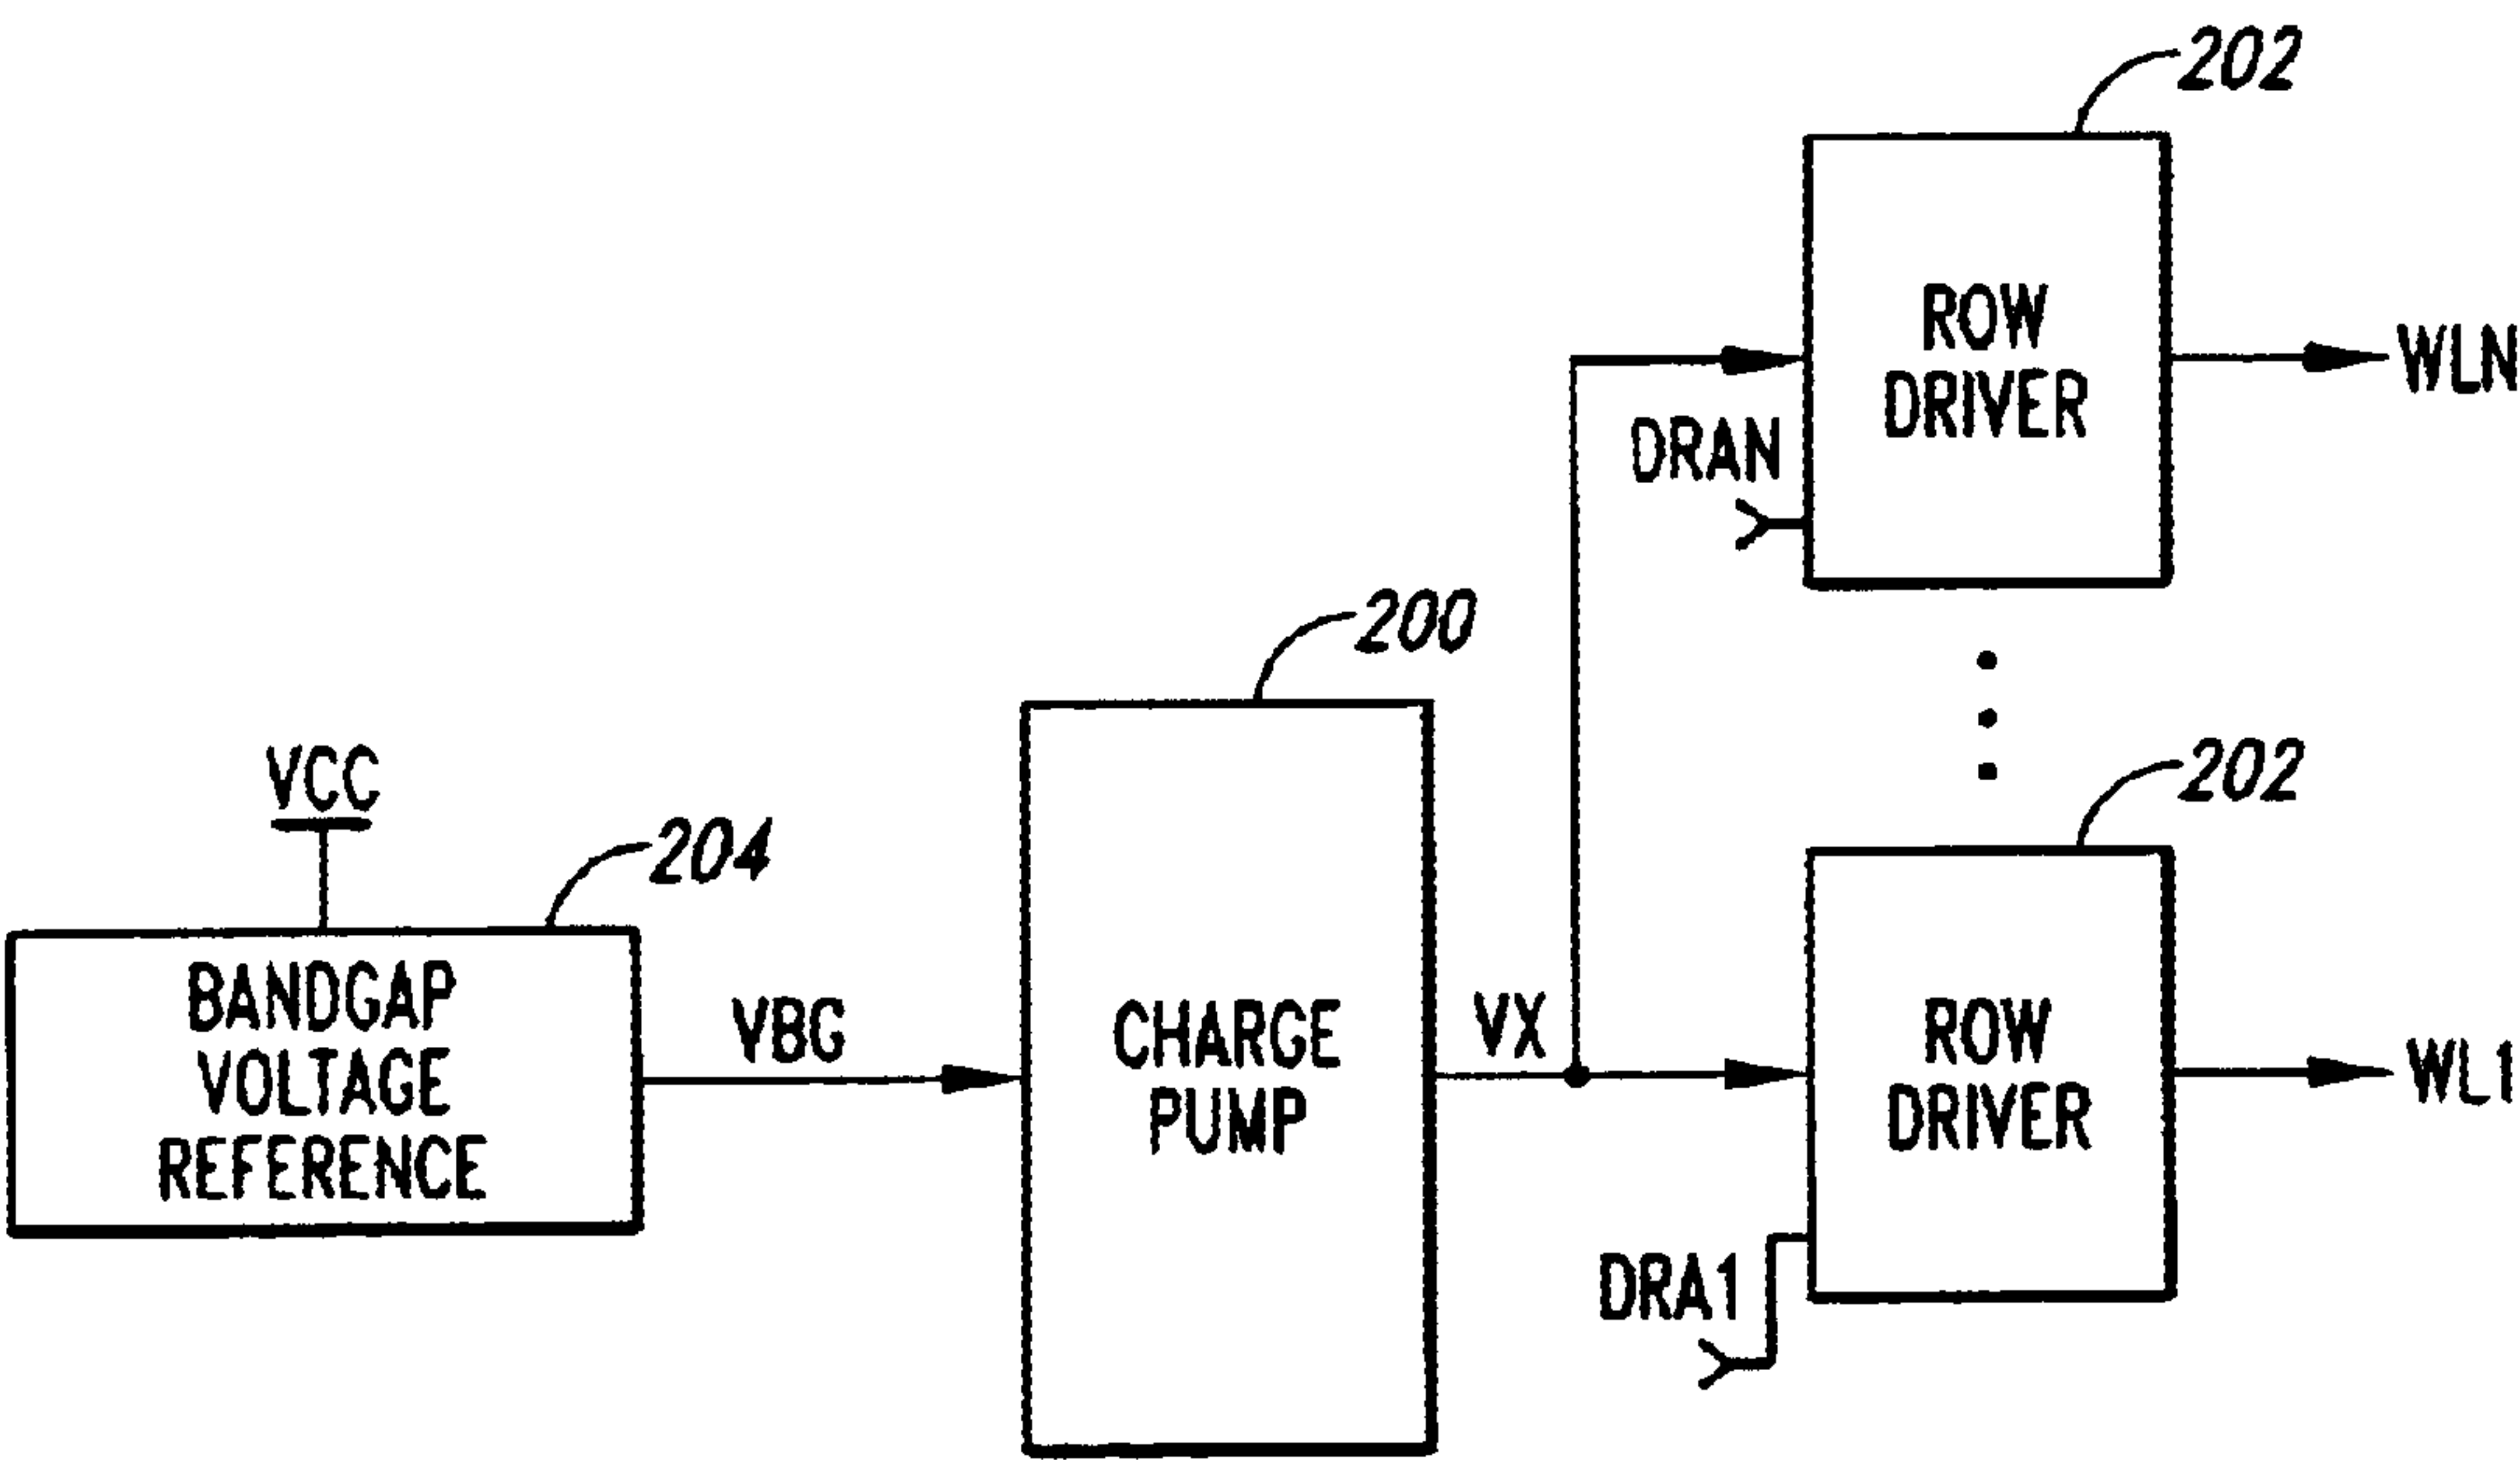 202
ROW
DRIVER
WLN
DRAN
200
202
VCC
204
BANDGAP
VOLTAGE
REFERENCE
VBG
CHARGE
PUMP
VX
ROW
DRIVER
WL1
DRA1